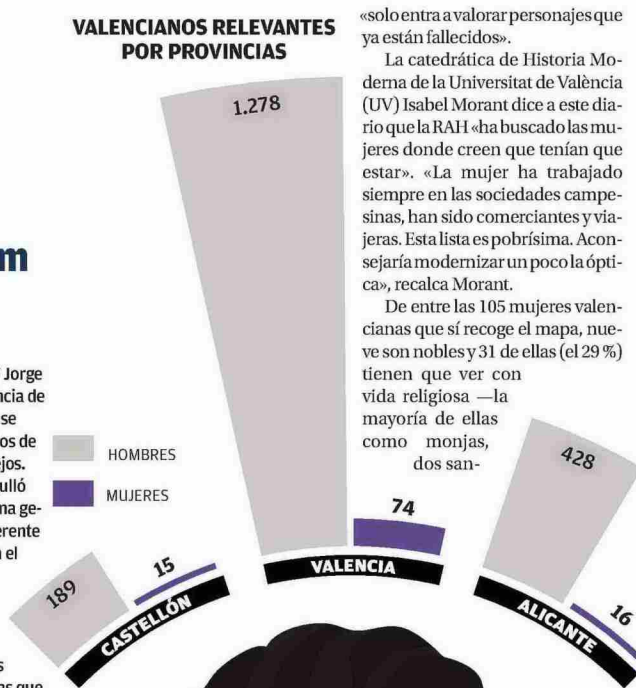 VALENCIANOS RELEVANTES
POR PROVINCIAS
«solo entra a valorar personajes que
ya están fallecidos».
La catedrática de Historia Mo-
derna de la Universitat de València
(UV) Isabel Morant dice a este dia-
rio que la RAH «ha buscado las mu-
jeres donde creen que tenían que
estar». «La mujer ha trabajado
siempre en las sociedades campe-
sinas, han sido comerciantes y via-
jeras. Esta lista es pobrísima. Acon-
sejaría modernizar un poco la ópti-
ca», recalca Morant.
De entre las 105 mujeres valen-
cianas que sí recoge el mapa, nue-
ve son nobles y 31 de ellas (el 29 %)
tienen que ver con
vida religiosa —la
mayoría de ellas
como monjas,
dos san-
m
Jorge
ncia de
se
os de
jos.
ulló
na ge-
erente
el
HOMBRES
MUJERES
189
15
CASTELLÓN
1.278
74
VALENCIA
428
16
ALICANTE
s
as que